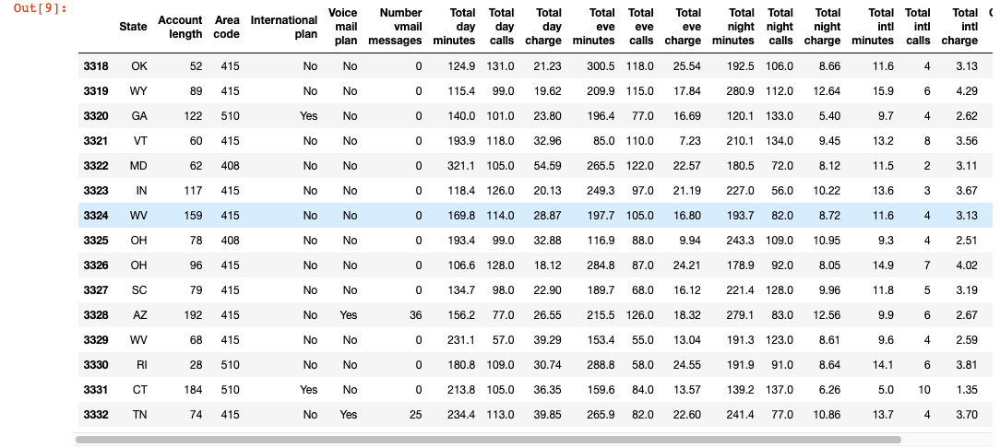 Out[9]:
State Account length Area code International plan Voice mail plan Number vmail messages Total day minutes Total day calls Total day charge Total eve minutes Total eve calls Total eve charge Total night minutes Total night calls Total night charge Total intl minutes Total intl calls Total intl charge
3318 OK 52 415 No No 0 124.9 131.0 21.23 300.5 118.0 25.54 192.5 106.0 8.66 11.6 4 3.13
3319 WY 89 415 No No 0 115.4 99.0 19.62 209.9 115.0 17.84 280.9 112.0 12.64 15.9 6 4.29
3320 GA 122 510 Yes No 0 140.0 101.0 23.80 196.4 77.0 16.69 120.1 133.0 5.40 9.7 4 2.62
3321 VT 60 415 No No 0 193.9 118.0 32.96 85.0 110.0 7.23 210.1 134.0 9.45 13.2 8 3.56
3322 MD 62 408 No No 0 321.1 105.0 54.59 265.5 122.0 22.57 180.5 72.0 8.12 11.5 2 3.11
3323 IN 117 415 No No 0 118.4 126.0 20.13 249.3 97.0 21.19 227.0 56.0 10.22 13.6 3 3.67
3324 WV 159 415 No No 0 169.8 114.0 28.87 197.7 105.0 16.80 193.7 82.0 8.72 11.6 4 3.13
3325 OH 78 408 No No 0 193.4 99.0 32.88 116.9 88.0 9.94 243.3 109.0 10.95 9.3 4 2.51
3326 OH 96 415 No No 0 106.6 128.0 18.12 284.8 87.0 24.21 178.9 92.0 8.05 14.9 7 4.02
3327 SC 79 415 No No 0 134.7 98.0 22.90 189.7 68.0 16.12 221.4 128.0 9.96 11.8 5 3.19
3328 AZ 192 415 No Yes 36 156.2 77.0 26.55 215.5 126.0 18.32 279.1 83.0 12.56 9.9 6 2.67
3329 WV 68 415 No No 0 231.1 57.0 39.29 153.4 55.0 13.04 191.3 123.0 8.61 9.6 4 2.59
3330 RI 28 510 No No 0 180.8 109.0 30.74 288.8 58.0 24.55 191.9 91.0 8.64 14.1 6 3.81
3331 CT 184 510 Yes No 0 213.8 105.0 36.35 159.6 84.0 13.57 139.2 137.0 6.26 5.0 10 1.35
3332 TN 74 415 No Yes 25 234.4 113.0 39.85 265.9 82.0 22.60 241.4 77.0 10.86 13.7 4 3.70